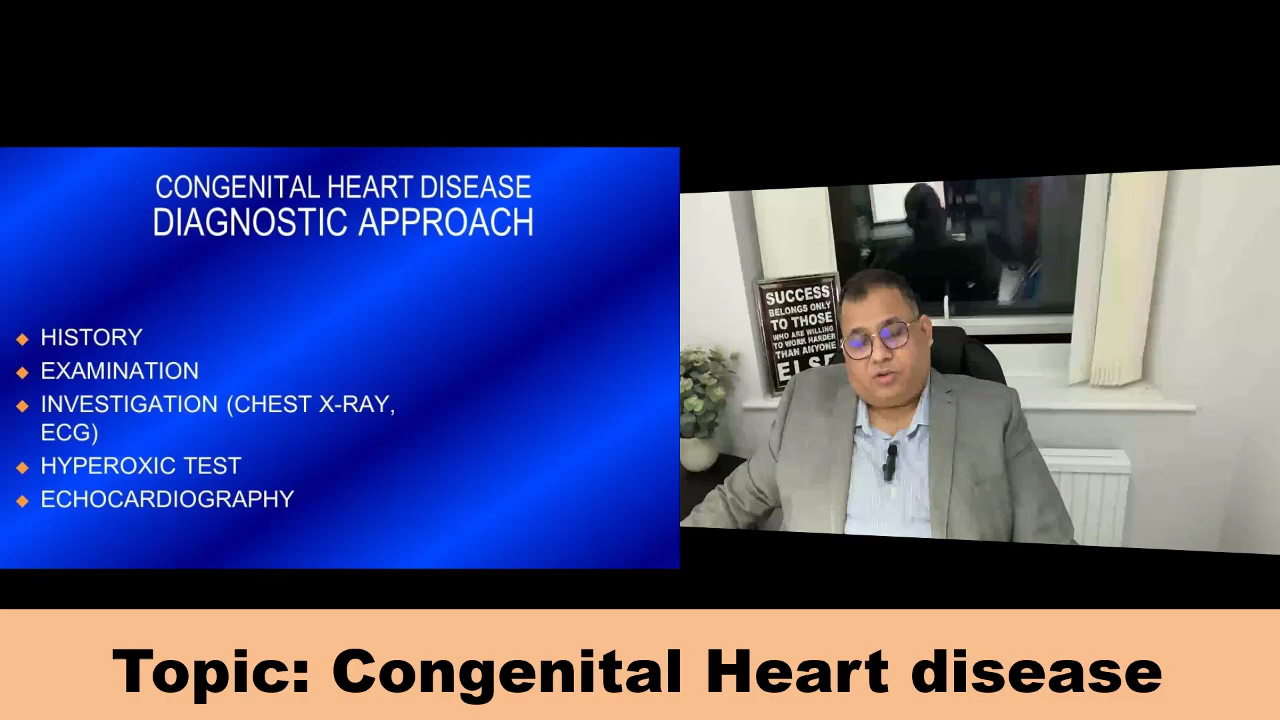 CONGENITAL HEART DISEASE
DIAGNOSTIC APPROACH
HISTORY
EXAMINATION
INVESTIGATION (CHEST X-RAY,
ECG)
HYPEROXIC TEST
ECHOCARDIOGRAPHY
SUCCESS
BELONGS ONLY
TO THOSE
WHO ARE WILLING
TO WORK HARDER
THAN ANYONE
ELSE
Topic: Congenital Heart disease